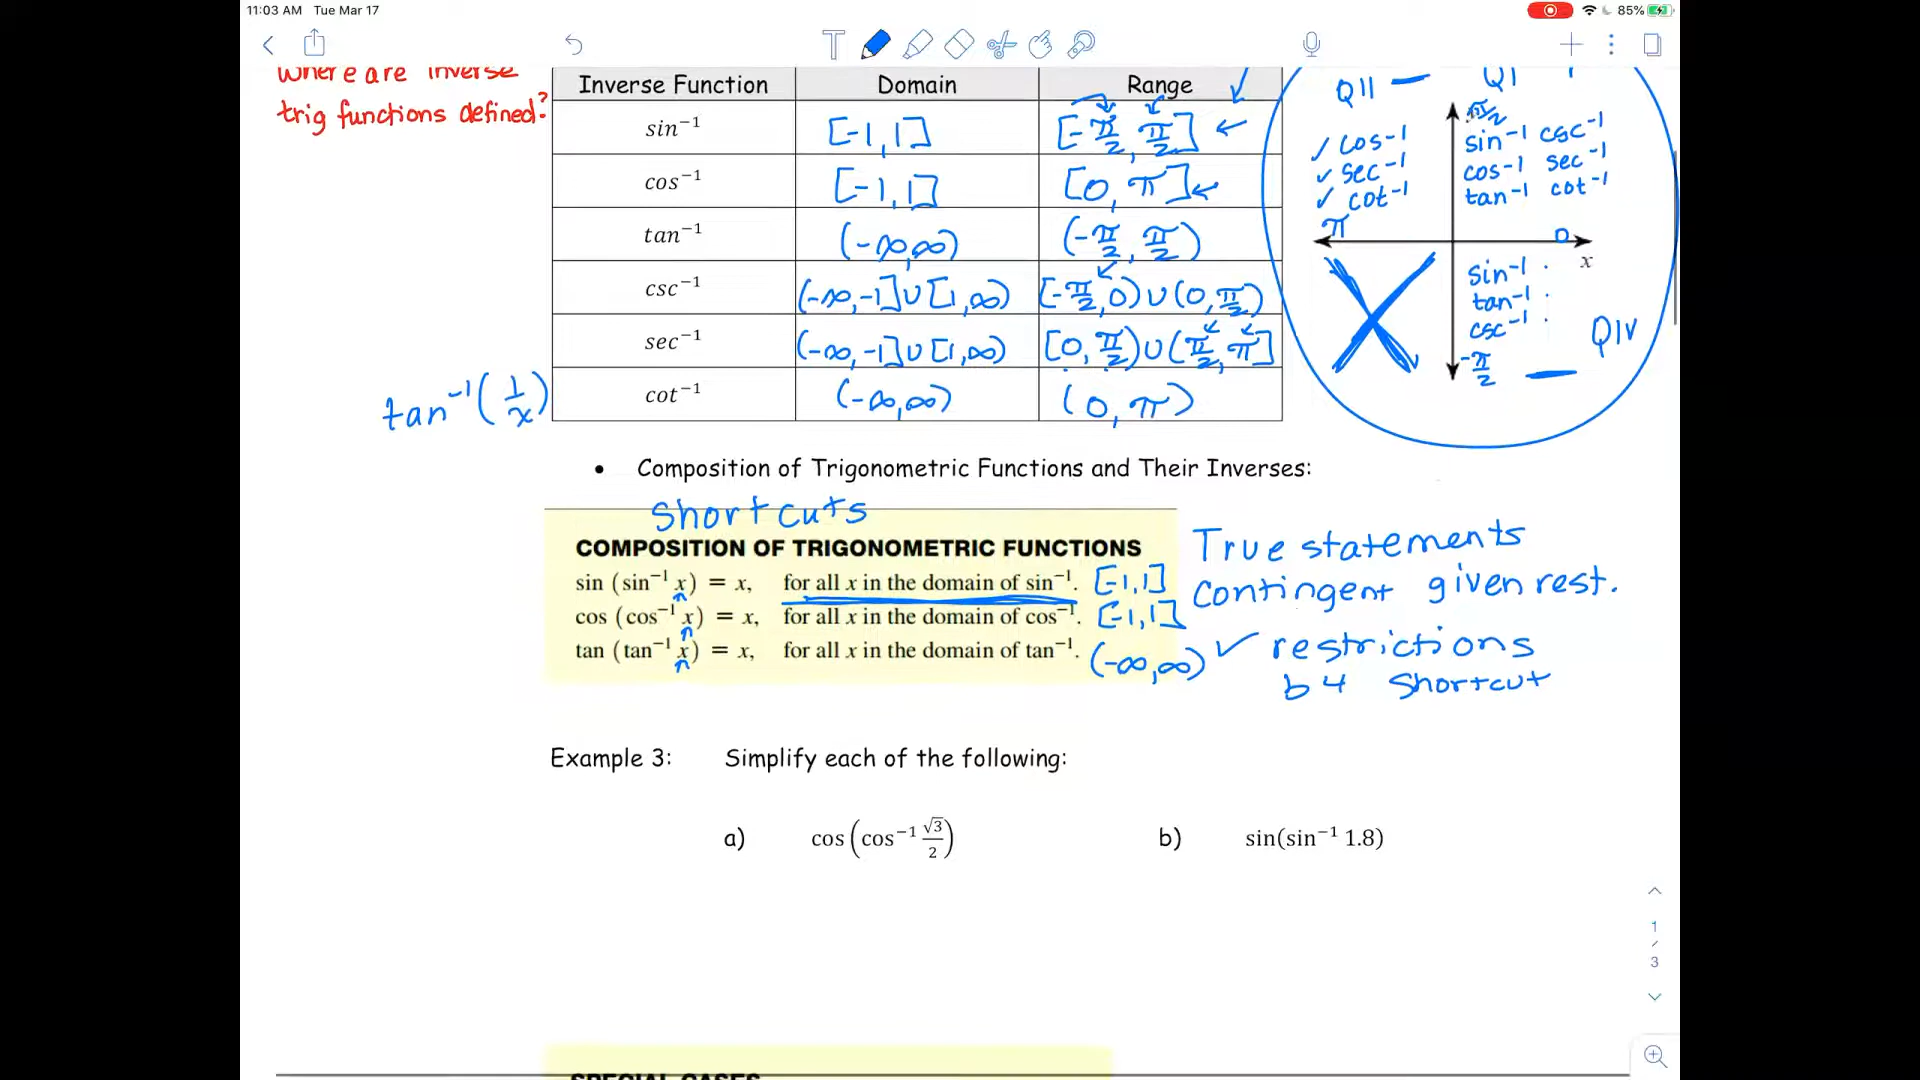 11:03 AM Tue Mar 17
85%
T
where are inverse
trig functions defined?
Inverse Function Domain Range
sin⁻¹ [-1,1] [-π/2, π/2]
cos⁻¹ [-1,1] [0, π]
tan⁻¹ (-∞,∞) (-π/2, π/2)
csc⁻¹ (-∞,-1]∪[1,∞) [-π/2,0)∪(0,π/2)
sec⁻¹ (-∞,-1]∪[1,∞) [0,π/2)∪(π/2,π]
cot⁻¹ (-∞,∞) (0,π)
tan⁻¹(1/x)
QII QI
π/2
✓ cos⁻¹ sin⁻¹ csc⁻¹
✓ sec⁻¹ cos⁻¹ sec⁻¹
✓ cot⁻¹ tan⁻¹ cot⁻¹
π 0
x
sin⁻¹
tan⁻¹
csc⁻¹
QIV
-π/2
• Composition of Trigonometric Functions and Their Inverses:
Shortcuts
COMPOSITION OF TRIGONOMETRIC FUNCTIONS
sin (sin⁻¹ x) = x, for all x in the domain of sin⁻¹. [-1,1]
cos (cos⁻¹ x) = x, for all x in the domain of cos⁻¹. [-1,1]
tan (tan⁻¹ x) = x, for all x in the domain of tan⁻¹. (-∞,∞)
True statements
contingent given rest.
✓ restrictions
b4 shortcut
Example 3: Simplify each of the following:
a) cos(cos⁻¹ √3/2) b) sin(sin⁻¹ 1.8)
1
/
3
SPECIAL CASES